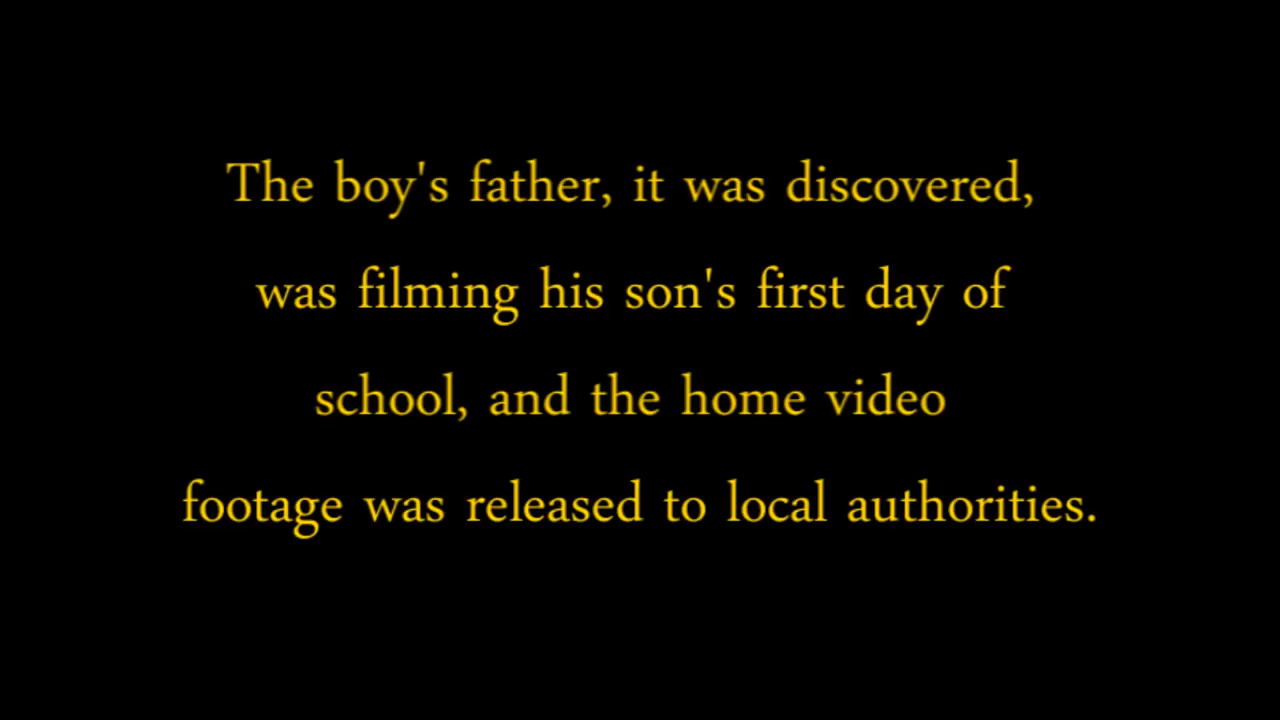 The boy's father, it was discovered,
was filming his son's first day of
school, and the home video
footage was released to local authorities.